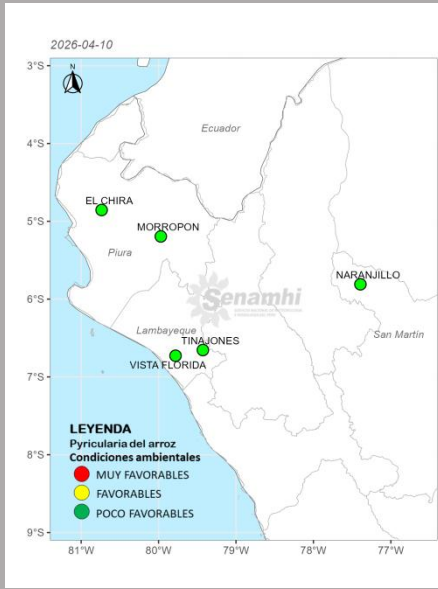 2026-04-10
3°S
N
4°S
Ecuador
EL CHIRA
5°S
MORROPON
Piura
NARANJILLO
6°S
Senamhi
Lambayeque
San Martín
TINAJONES
VISTA FLORIDA
7°S
LEYENDA
Pyricularia del arroz
Condiciones ambientales
8°S
MUY FAVORABLES
FAVORABLES
POCO FAVORABLES
9°S
81°W 80°W 79°W 78°W 77°W